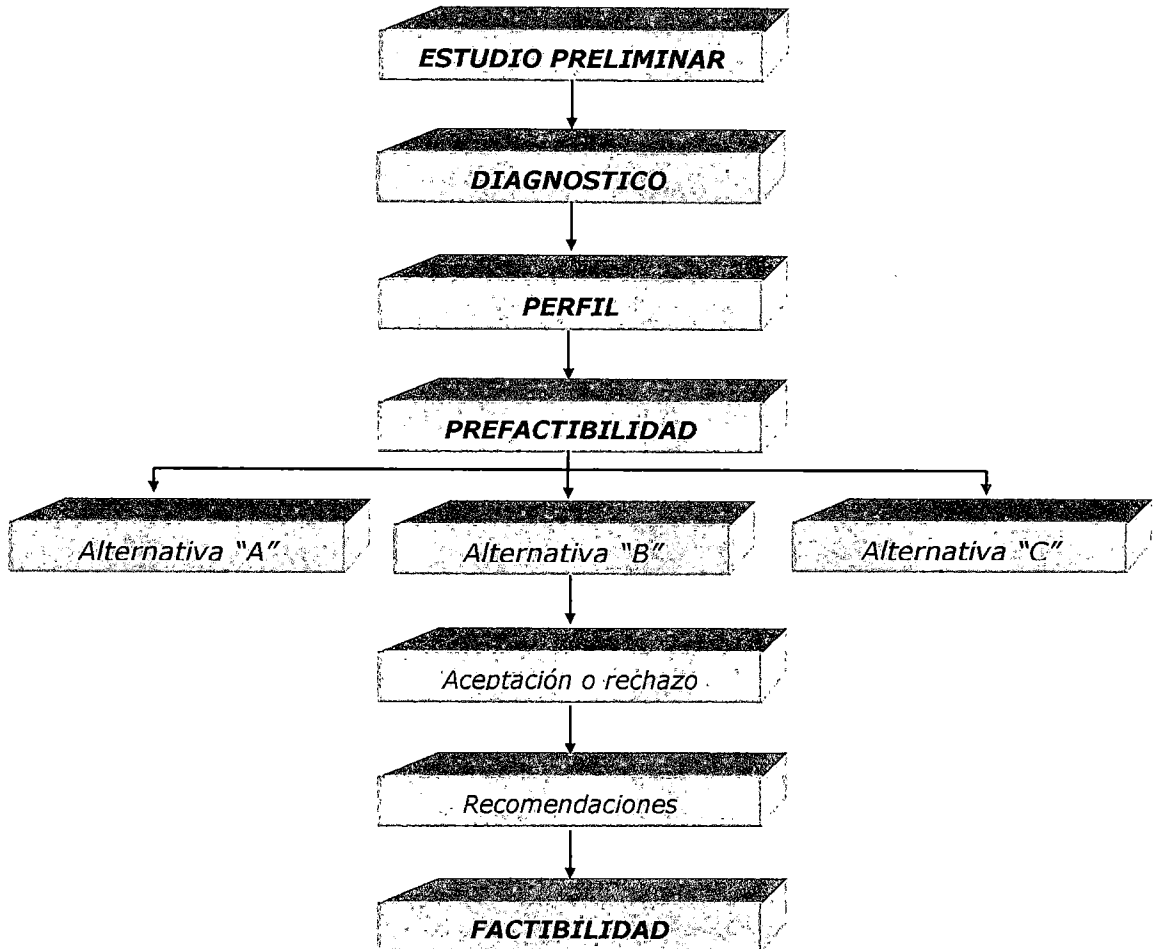 ESTUDIO PRELIMINAR
DIAGNOSTICO
PERFIL
PREFACTIBILIDAD
Alternativa “A”
Alternativa “B”
Alternativa “C”
Aceptación o rechazo
Recomendaciones
FACTIBILIDAD